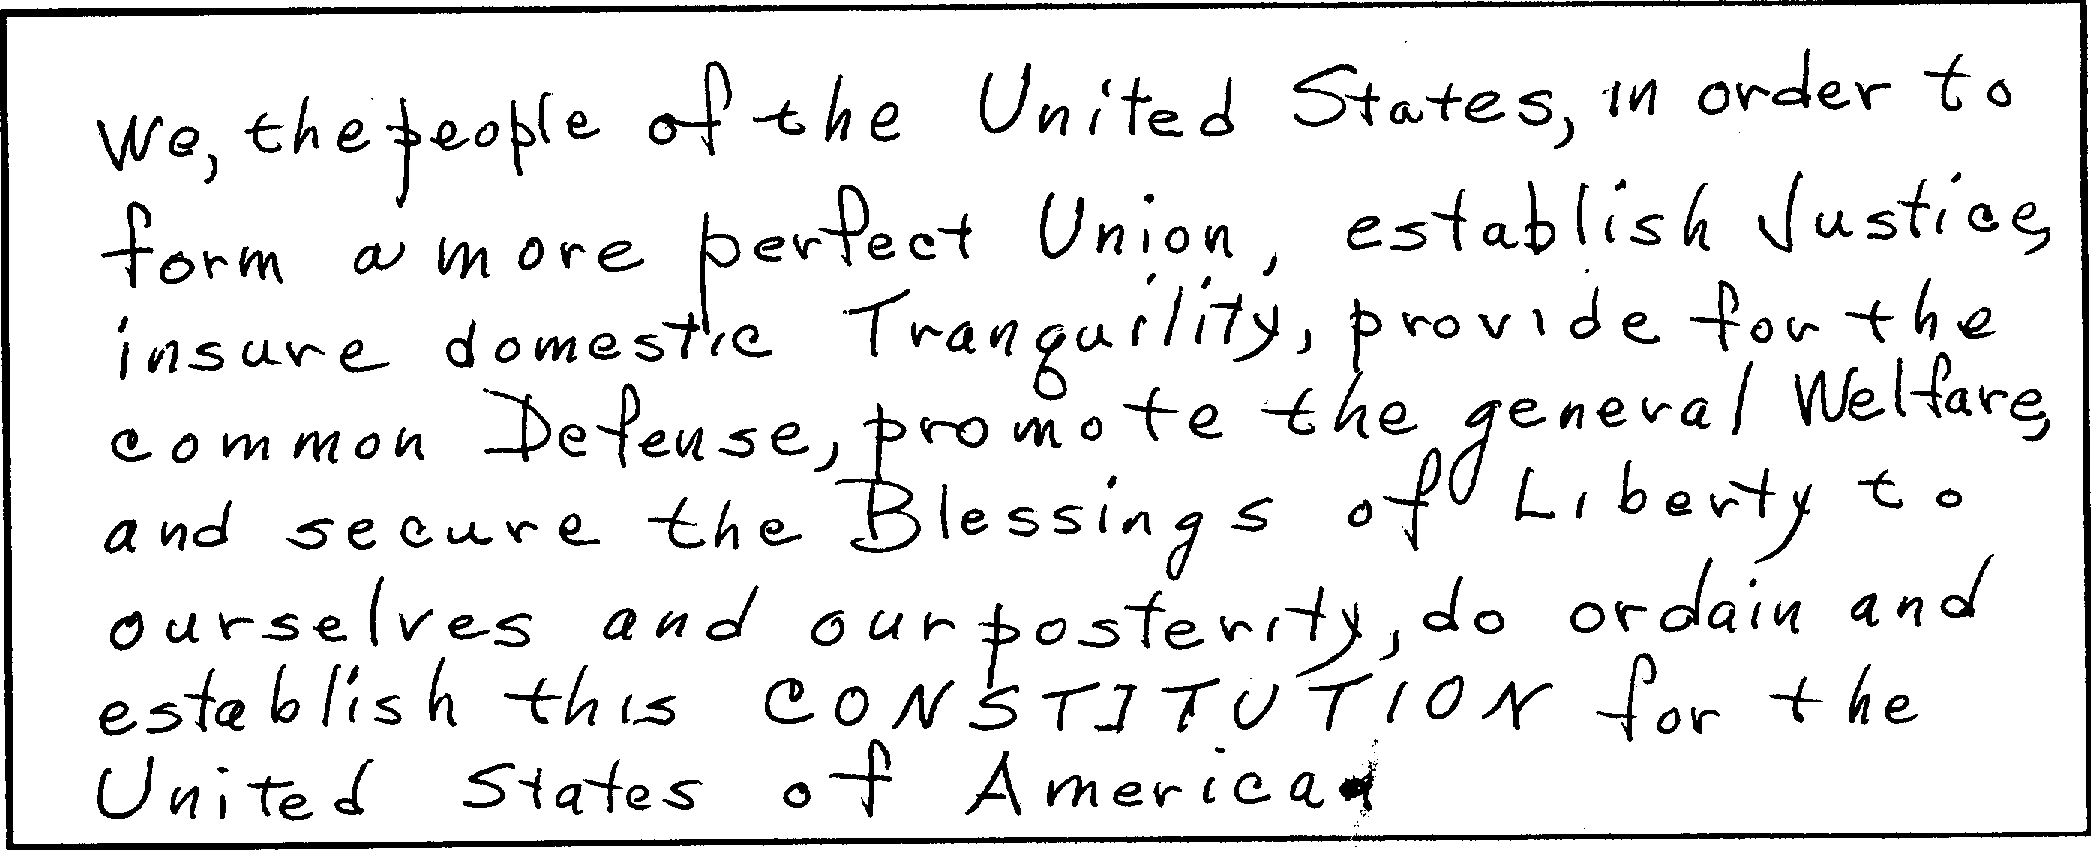 We, the people of the United States, in order to
form a more perfect Union, establish Justice,
insure domestic Tranquility, provide for the
common Defense, promote the general Welfare,
and secure the Blessings of Liberty to
ourselves and our posterity, do ordain and
establish this CONSTITUTION for the
United States of America.